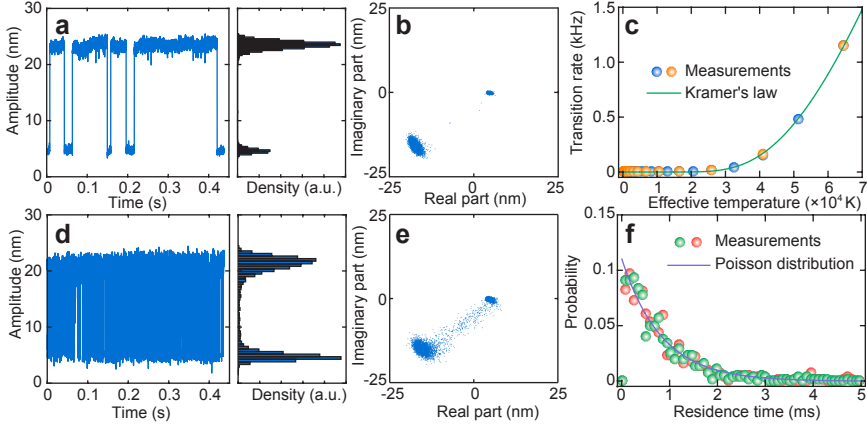 a
Amplitude (nm)
30
20
10
0
0
0.1
0.2
0.3
0.4
Time (s)
Density (a.u.)
b
Imaginary part (nm)
25
0
-25
-25
25
Real part (nm)
c
Transition rate (kHz)
1.5
1.0
0.5
0
Measurements
Kramer's law
0 1 2 3 4 5 6 7
Effective temperature (×10⁴ K)
d
Amplitude (nm)
30
20
10
0
0
0.1
0.2
0.3
0.4
Time (s)
Density (a.u.)
e
Imaginary part (nm)
25
0
-25
-25
25
Real part (nm)
f
Probability
0.15
0.1
0.05
0
Measurements
Poisson distribution
0 1 2 3 4 5
Residence time (ms)